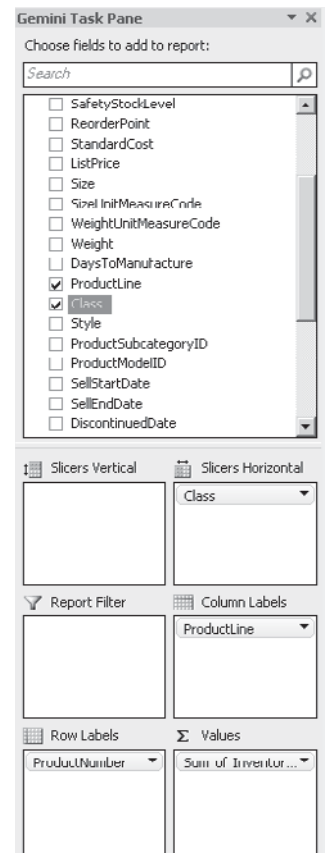 Gemini Task Pane
Choose fields to add to report:
Search
SafetyStockLevel
ReorderPoint
StandardCost
ListPrice
Size
SizeUnitMeasureCode
WeightUnitMeasureCode
Weight
DaysToManufacture
ProductLine
Class
Style
ProductSubcategoryID
ProductModelID
SellStartDate
SellEndDate
DiscontinuedDate
Slicers Vertical
Slicers Horizontal
Class
Report Filter
Column Labels
ProductLine
Row Labels
Σ Values
ProductNumber
Sum of Inventor...